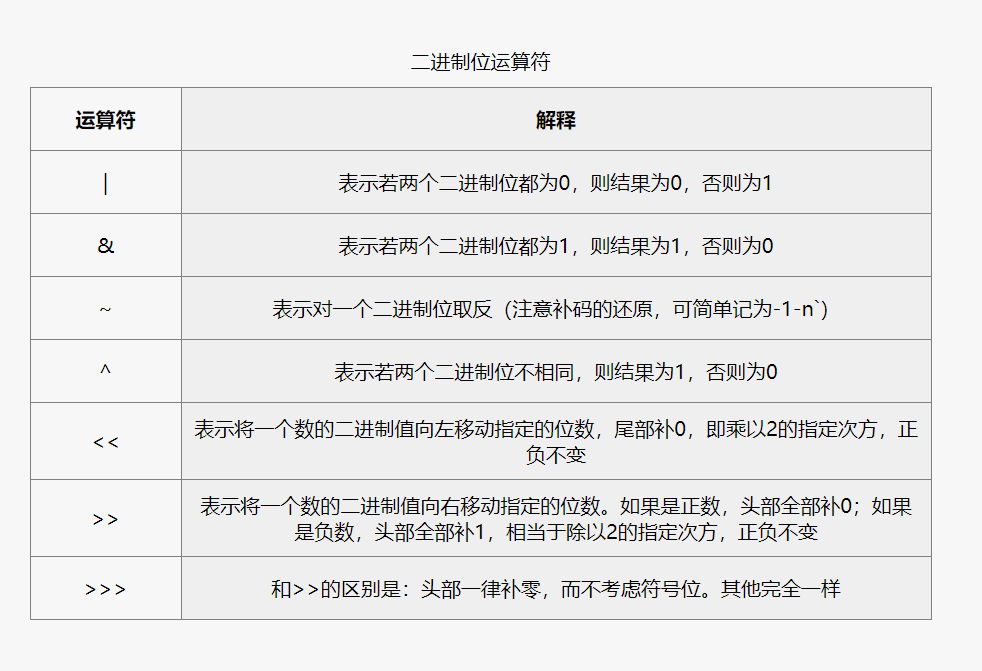 二进制位运算符
运算符 解释
| 表示若两个二进制位都为0，则结果为0，否则为1
& 表示若两个二进制位都为1，则结果为1，否则为0
~ 表示对一个二进制位取反（注意补码的还原，可简单记为-1-n`）
^ 表示若两个二进制位不相同，则结果为1，否则为0
<< 表示将一个数的二进制值向左移动指定的位数，尾部补0，即乘以2的指定次方，正
负不变
>> 表示将一个数的二进制值向右移动指定的位数。如果是正数，头部全部补0；如果
是负数，头部全部补1，相当于除以2的指定次方，正负不变
>>> 和>>的区别是：头部一律补零，而不考虑符号位。其他完全一样